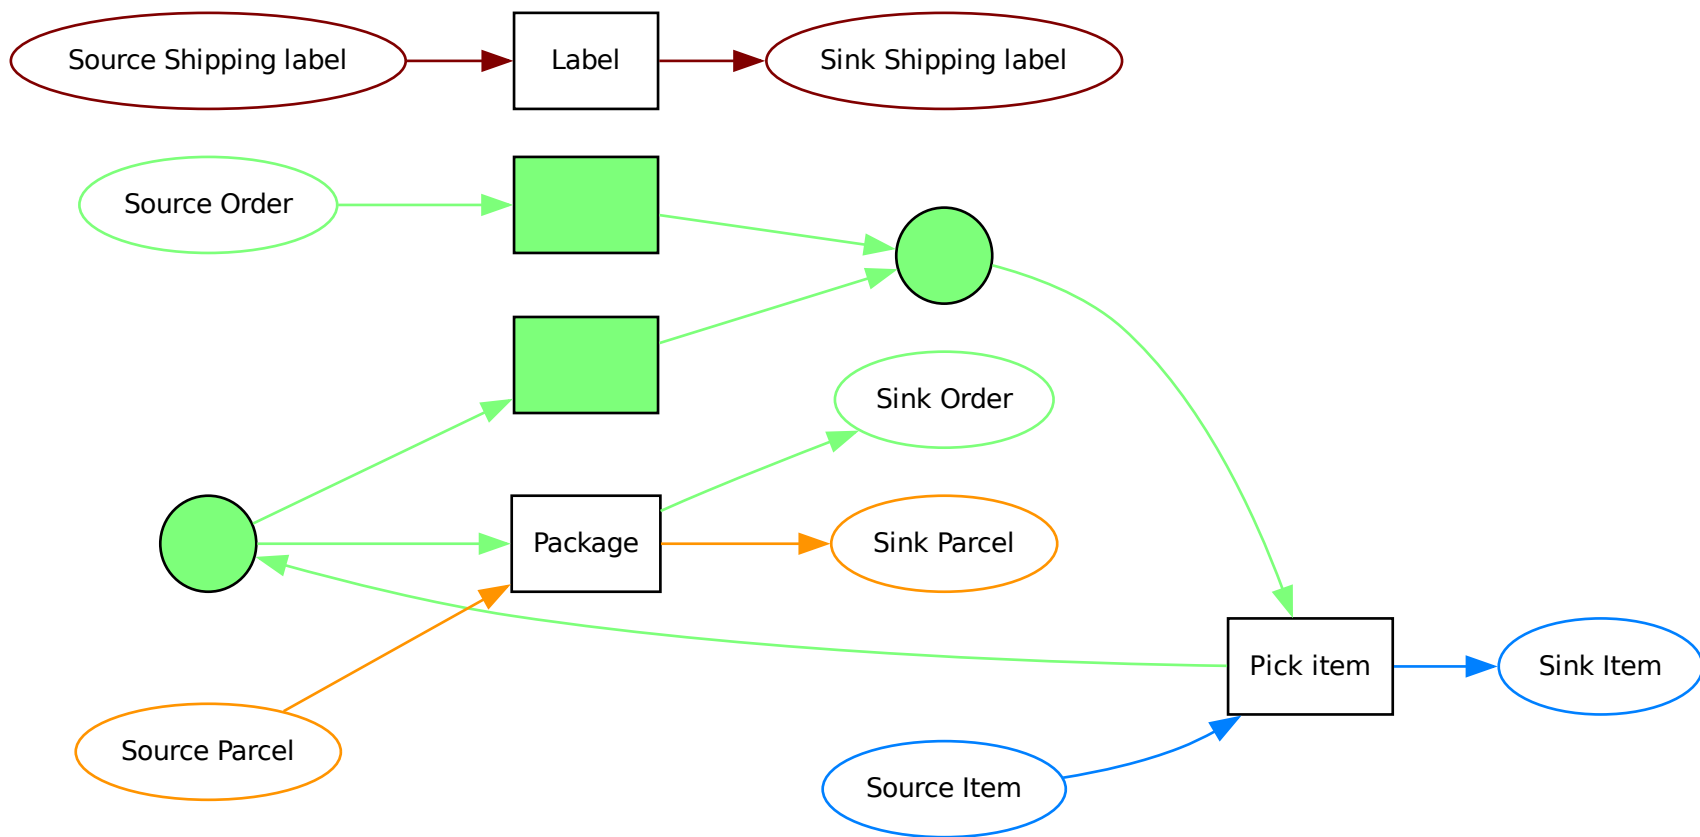 Source Shipping label
Label
Sink Shipping label
Source Order
Sink Order
Package
Sink Parcel
Pick item
Sink Item
Source Parcel
Source Item